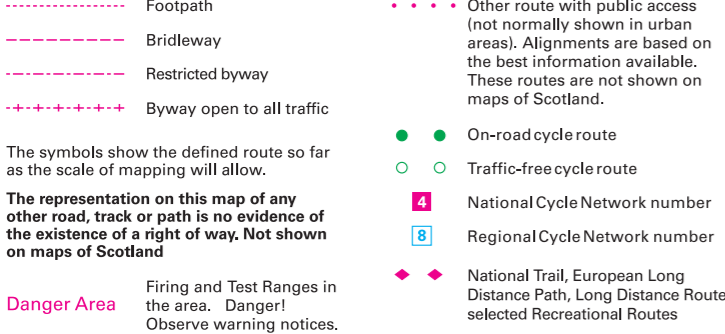 Footpath
Bridleway
Restricted byway
Byway open to all traffic
The symbols show the defined route so far
as the scale of mapping will allow.
The representation on this map of any
other road, track or path is no evidence of
the existence of a right of way. Not shown
on maps of Scotland
Danger Area
Firing and Test Ranges in
the area. Danger!
Observe warning notices.
Other route with public access
(not normally shown in urban
areas). Alignments are based on
the best information available.
These routes are not shown on
maps of Scotland.
On-road cycle route
Traffic-free cycle route
4 National Cycle Network number
8 Regional Cycle Network number
National Trail, European Long
Distance Path, Long Distance Route
selected Recreational Routes